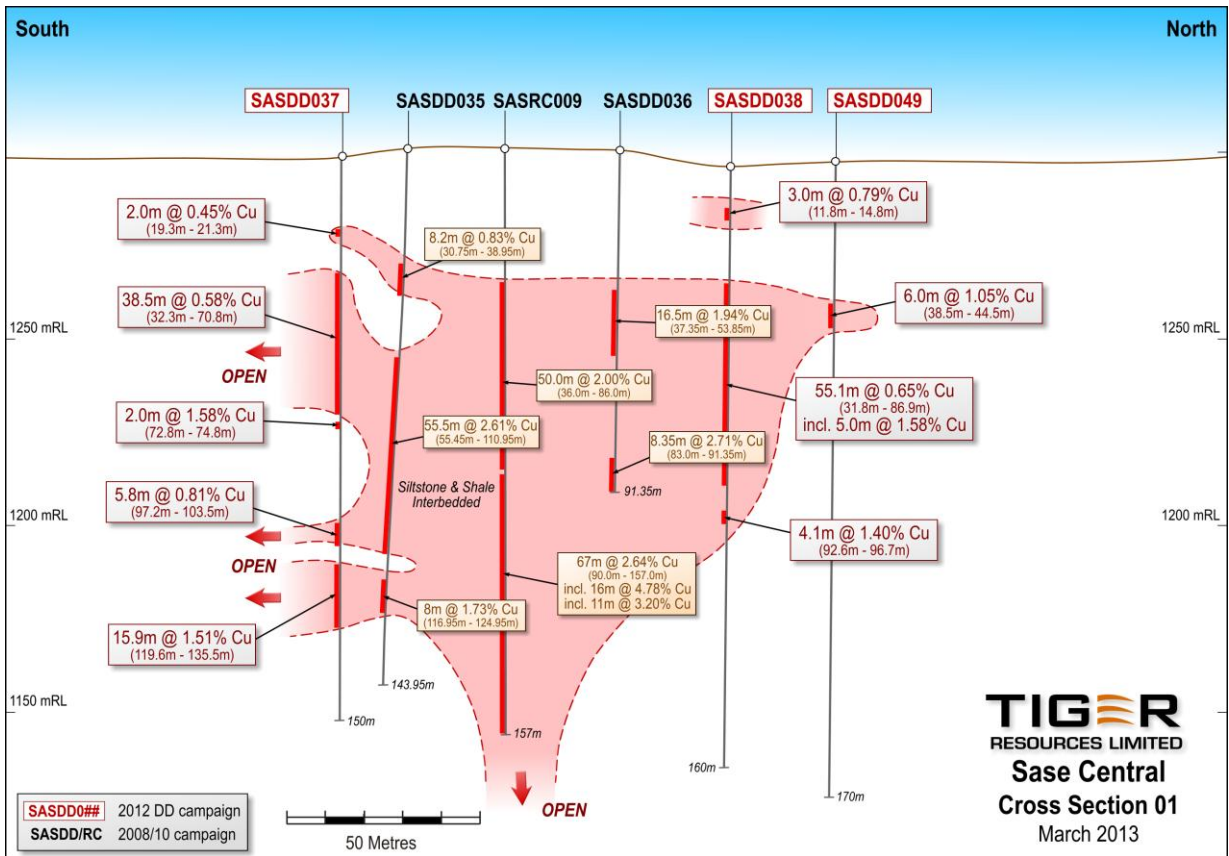 South
North
SASDD037
SASDD035
SASRC009
SASDD036
SASDD038
SASDD049
2.0m @ 0.45% Cu
(19.3m - 21.3m)
38.5m @ 0.58% Cu
(32.3m - 70.8m)
OPEN
2.0m @ 1.58% Cu
(72.8m - 74.8m)
5.8m @ 0.81% Cu
(97.2m - 103.5m)
OPEN
15.9m @ 1.51% Cu
(119.6m - 135.5m)
150m
8.2m @ 0.83% Cu
(30.75m - 38.95m)
55.5m @ 2.61% Cu
(55.45m - 110.95m)
8m @ 1.73% Cu
(116.95m - 124.95m)
143.95m
Siltstone & Shale
Interbedded
50.0m @ 2.00% Cu
(36.0m - 86.0m)
67m @ 2.64% Cu
(90.0m - 157.0m)
incl. 16m @ 4.78% Cu
incl. 11m @ 3.20% Cu
157m
OPEN
16.5m @ 1.94% Cu
(37.35m - 53.85m)
8.35m @ 2.71% Cu
(83.0m - 91.35m)
91.35m
3.0m @ 0.79% Cu
(11.8m - 14.8m)
55.1m @ 0.65% Cu
(31.8m - 86.9m)
incl. 5.0m @ 1.58% Cu
4.1m @ 1.40% Cu
(92.6m - 96.7m)
160m
6.0m @ 1.05% Cu
(38.5m - 44.5m)
170m
1250 mRL
1200 mRL
1150 mRL
1250 mRL
1200 mRL
SASDD0## 2012 DD campaign
SASDD/RC 2008/10 campaign
50 Metres
TIGER
RESOURCES LIMITED
Sase Central
Cross Section 01
March 2013